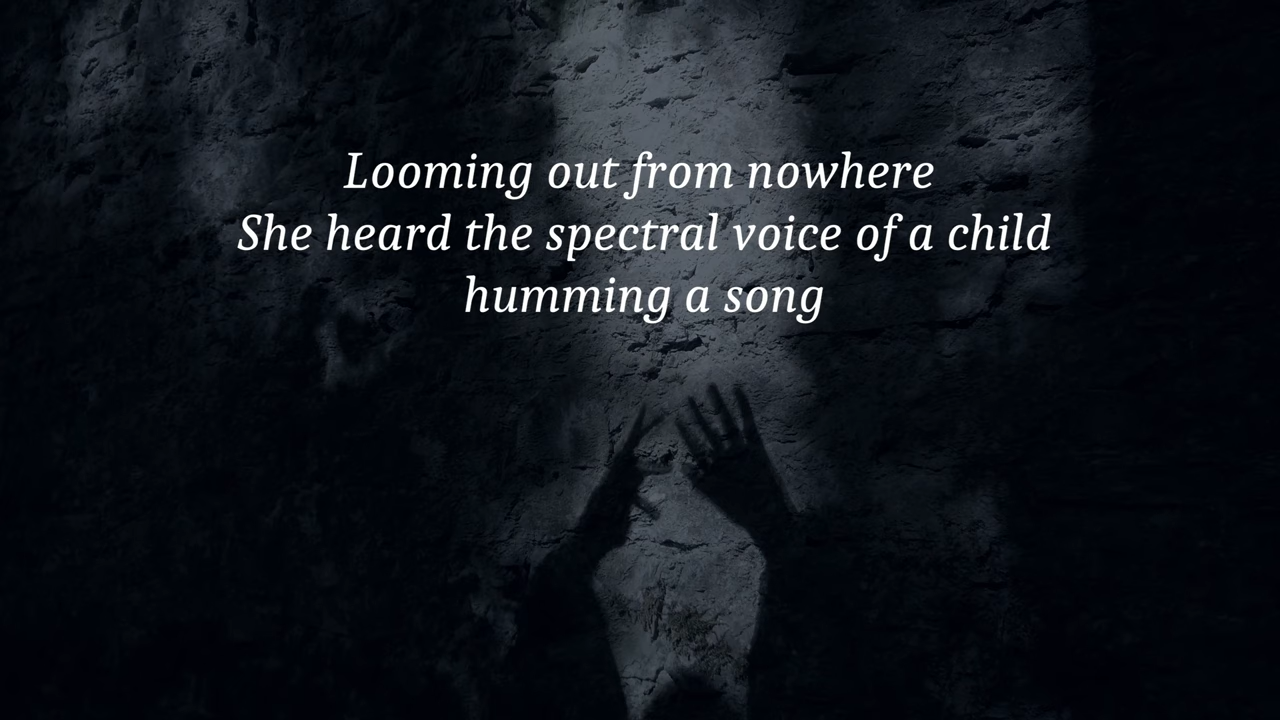 Looming out from nowhere
She heard the spectral voice of a child
humming a song